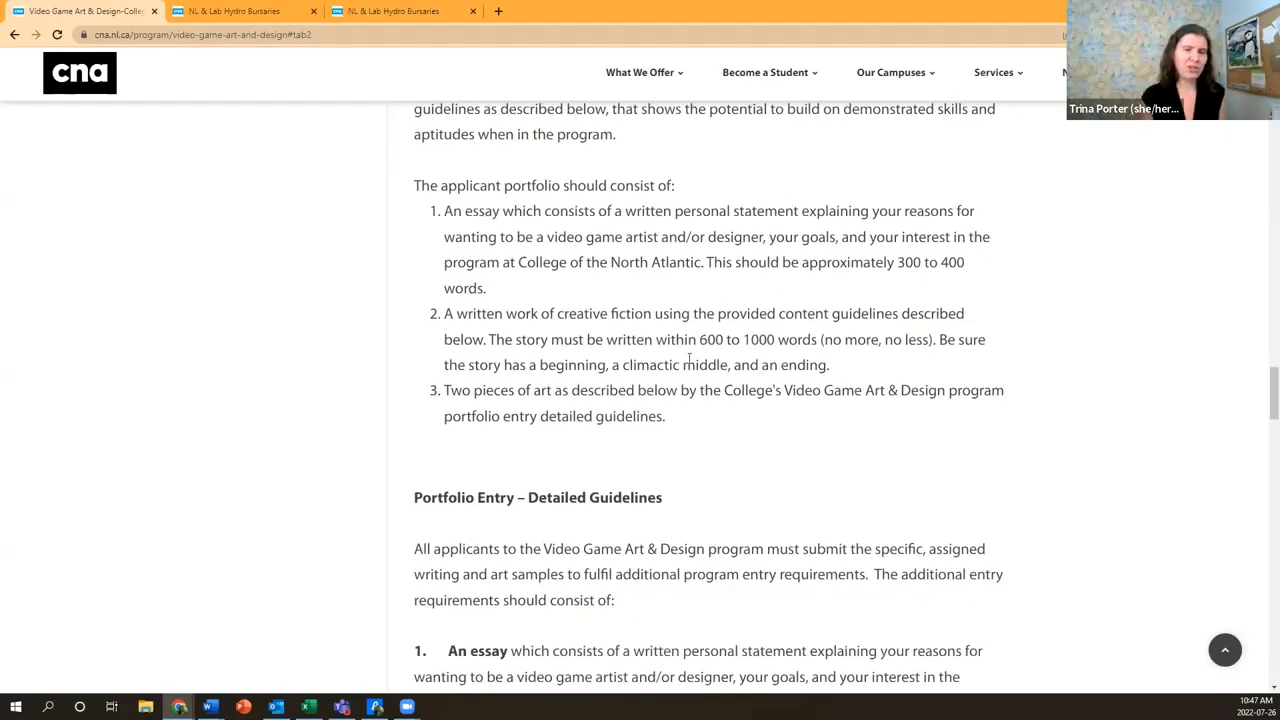 Video Game Art & Design-Colle
NL & Lab Hydro Bursaries
NL & Lab Hydro Bursaries
cna.nl.ca/program/video-game-art-and-design#tab2
cna
What We Offer
Become a Student
Our Campuses
Services
N
Trina Porter (she/her...
guidelines as described below, that shows the potential to build on demonstrated skills and
aptitudes when in the program.
The applicant portfolio should consist of:
1. An essay which consists of a written personal statement explaining your reasons for
wanting to be a video game artist and/or designer, your goals, and your interest in the
program at College of the North Atlantic. This should be approximately 300 to 400
words.
2. A written work of creative fiction using the provided content guidelines described
below. The story must be written within 600 to 1000 words (no more, no less). Be sure
the story has a beginning, a climactic middle, and an ending.
3. Two pieces of art as described below by the College's Video Game Art & Design program
portfolio entry detailed guidelines.
Portfolio Entry – Detailed Guidelines
All applicants to the Video Game Art & Design program must submit the specific, assigned
writing and art samples to fulfil additional program entry requirements. The additional entry
requirements should consist of:
1. An essay which consists of a written personal statement explaining your reasons for
wanting to be a video game artist and/or designer, your goals, and your interest in the
10:47 AM
2022-07-26